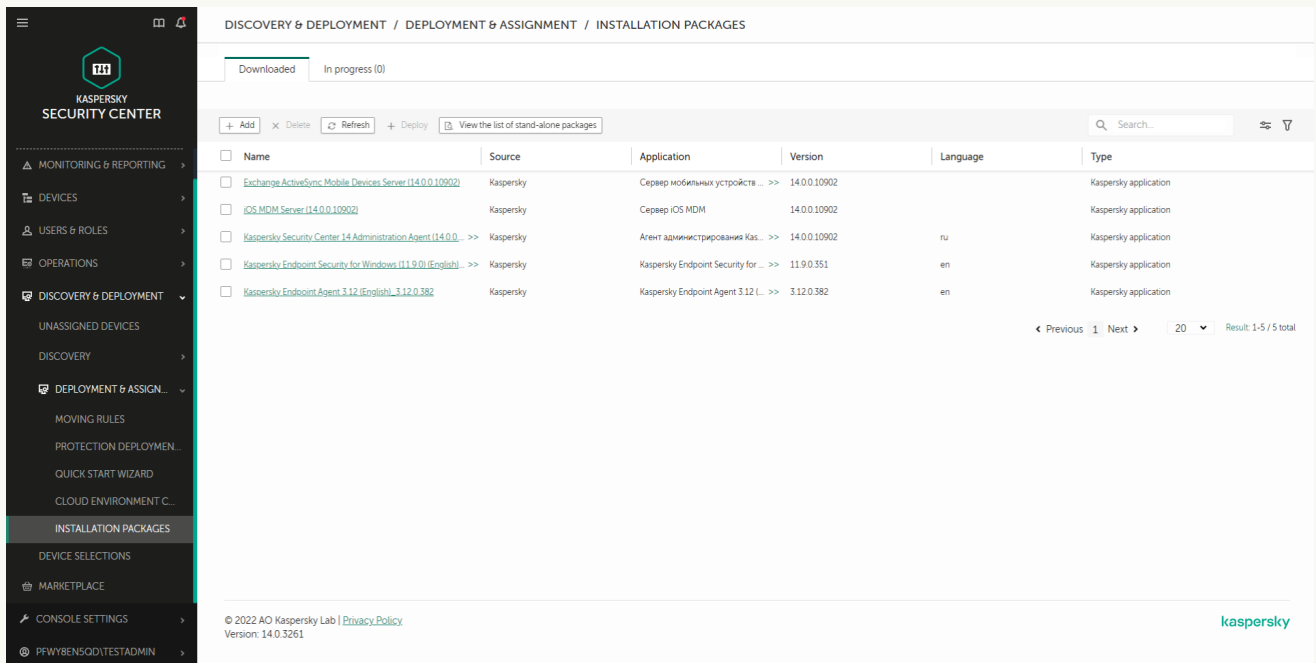 DISCOVERY & DEPLOYMENT / DEPLOYMENT & ASSIGNMENT / INSTALLATION PACKAGES
KASPERSKY
SECURITY CENTER
MONITORING & REPORTING
DEVICES
USERS & ROLES
OPERATIONS
DISCOVERY & DEPLOYMENT
UNASSIGNED DEVICES
DISCOVERY
DEPLOYMENT & ASSIGN...
MOVING RULES
PROTECTION DEPLOYMEN...
QUICK START WIZARD
CLOUD ENVIRONMENT C...
INSTALLATION PACKAGES
DEVICE SELECTIONS
MARKETPLACE
CONSOLE SETTINGS
PFWY8EN5QD\TESTADMIN
Downloaded In progress (0)
+ Add × Delete Refresh + Deploy View the list of stand-alone packages Search...
Name Source Application Version Language Type
Exchange ActiveSync Mobile Devices Server (14.0.0.10902) Kaspersky Сервер мобильных устройств ... >> 14.0.0.10902 Kaspersky application
iOS MDM Server (14.0.0.10902) Kaspersky Сервер iOS MDM 14.0.0.10902 Kaspersky application
Kaspersky Security Center 14 Administration Agent (14.0.0.... >> Kaspersky Агент администрирования Kas... >> 14.0.0.10902 ru Kaspersky application
Kaspersky Endpoint Security for Windows (11.9.0) (English)... >> Kaspersky Kaspersky Endpoint Security for ... >> 11.9.0.351 en Kaspersky application
Kaspersky Endpoint Agent 3.12 (English)_3.12.0.382 Kaspersky Kaspersky Endpoint Agent 3.12 (... >> 3.12.0.382 en Kaspersky application
Previous 1 Next 20 Result: 1-5 / 5 total
© 2022 AO Kaspersky Lab | Privacy Policy
Version: 14.0.3261
kaspersky